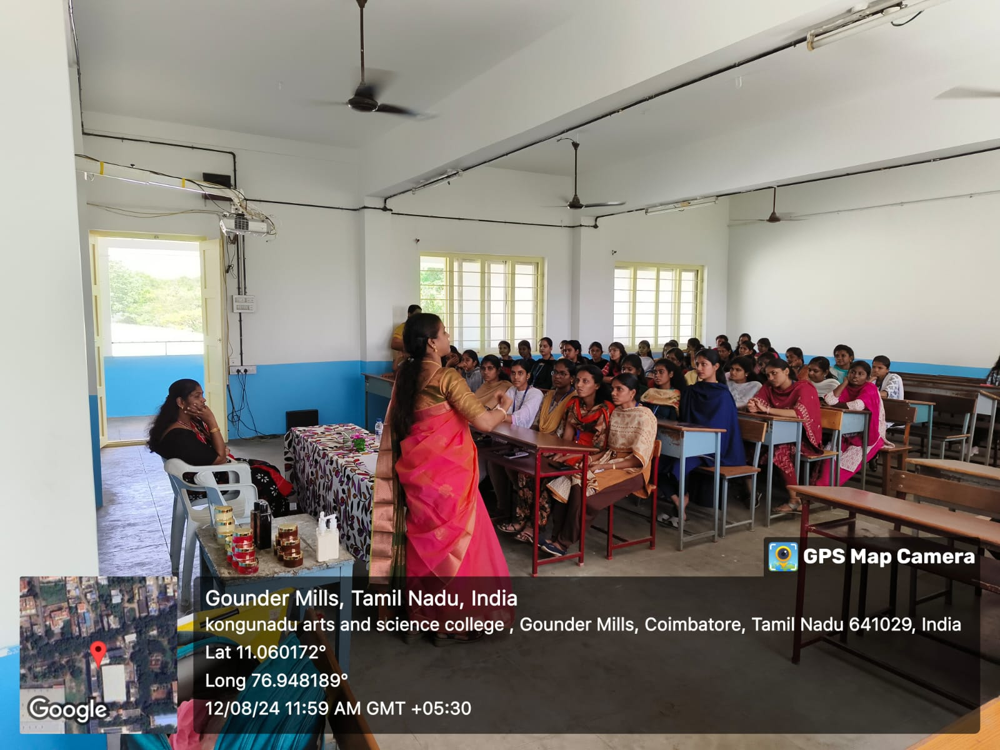 GPS Map Camera
Gounder Mills, Tamil Nadu, India
kongunadu arts and science college , Gounder Mills, Coimbatore, Tamil Nadu 641029, India
Lat 11.060172°
Long 76.948189°
12/08/24 11:59 AM GMT +05:30
Google